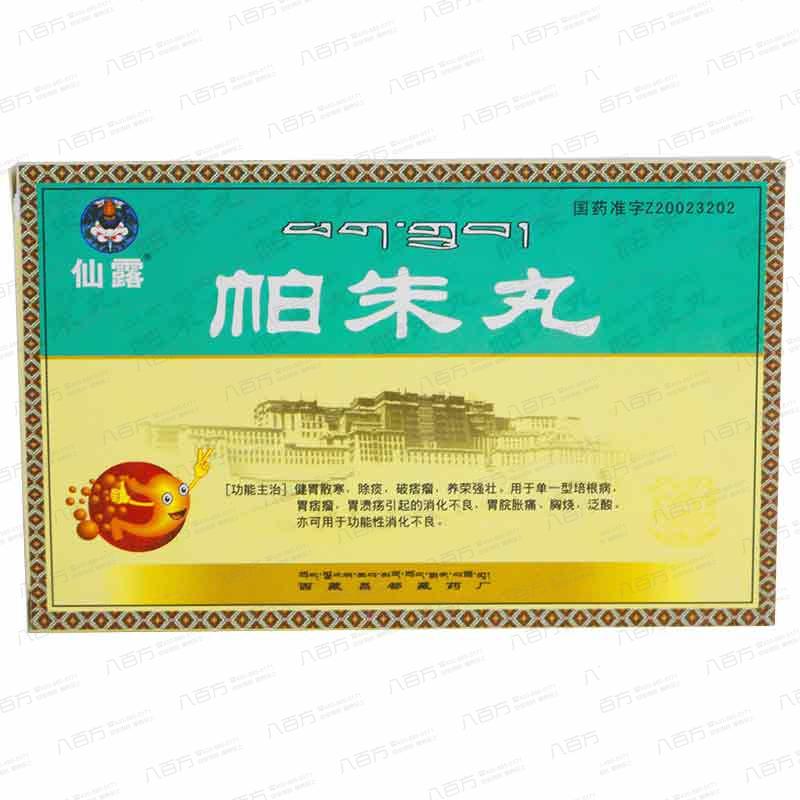 国药准字Z20023202
仙露
帕朱丸
[功能主治] 健胃散寒、除痰、破痞瘤、养荣强壮。用于单一型培根病，
胃痞瘤、胃溃疡引起的消化不良、胃脘胀痛、胸烧、泛酸。
亦可用于功能性消化不良。
西藏昌都藏药厂
八百万